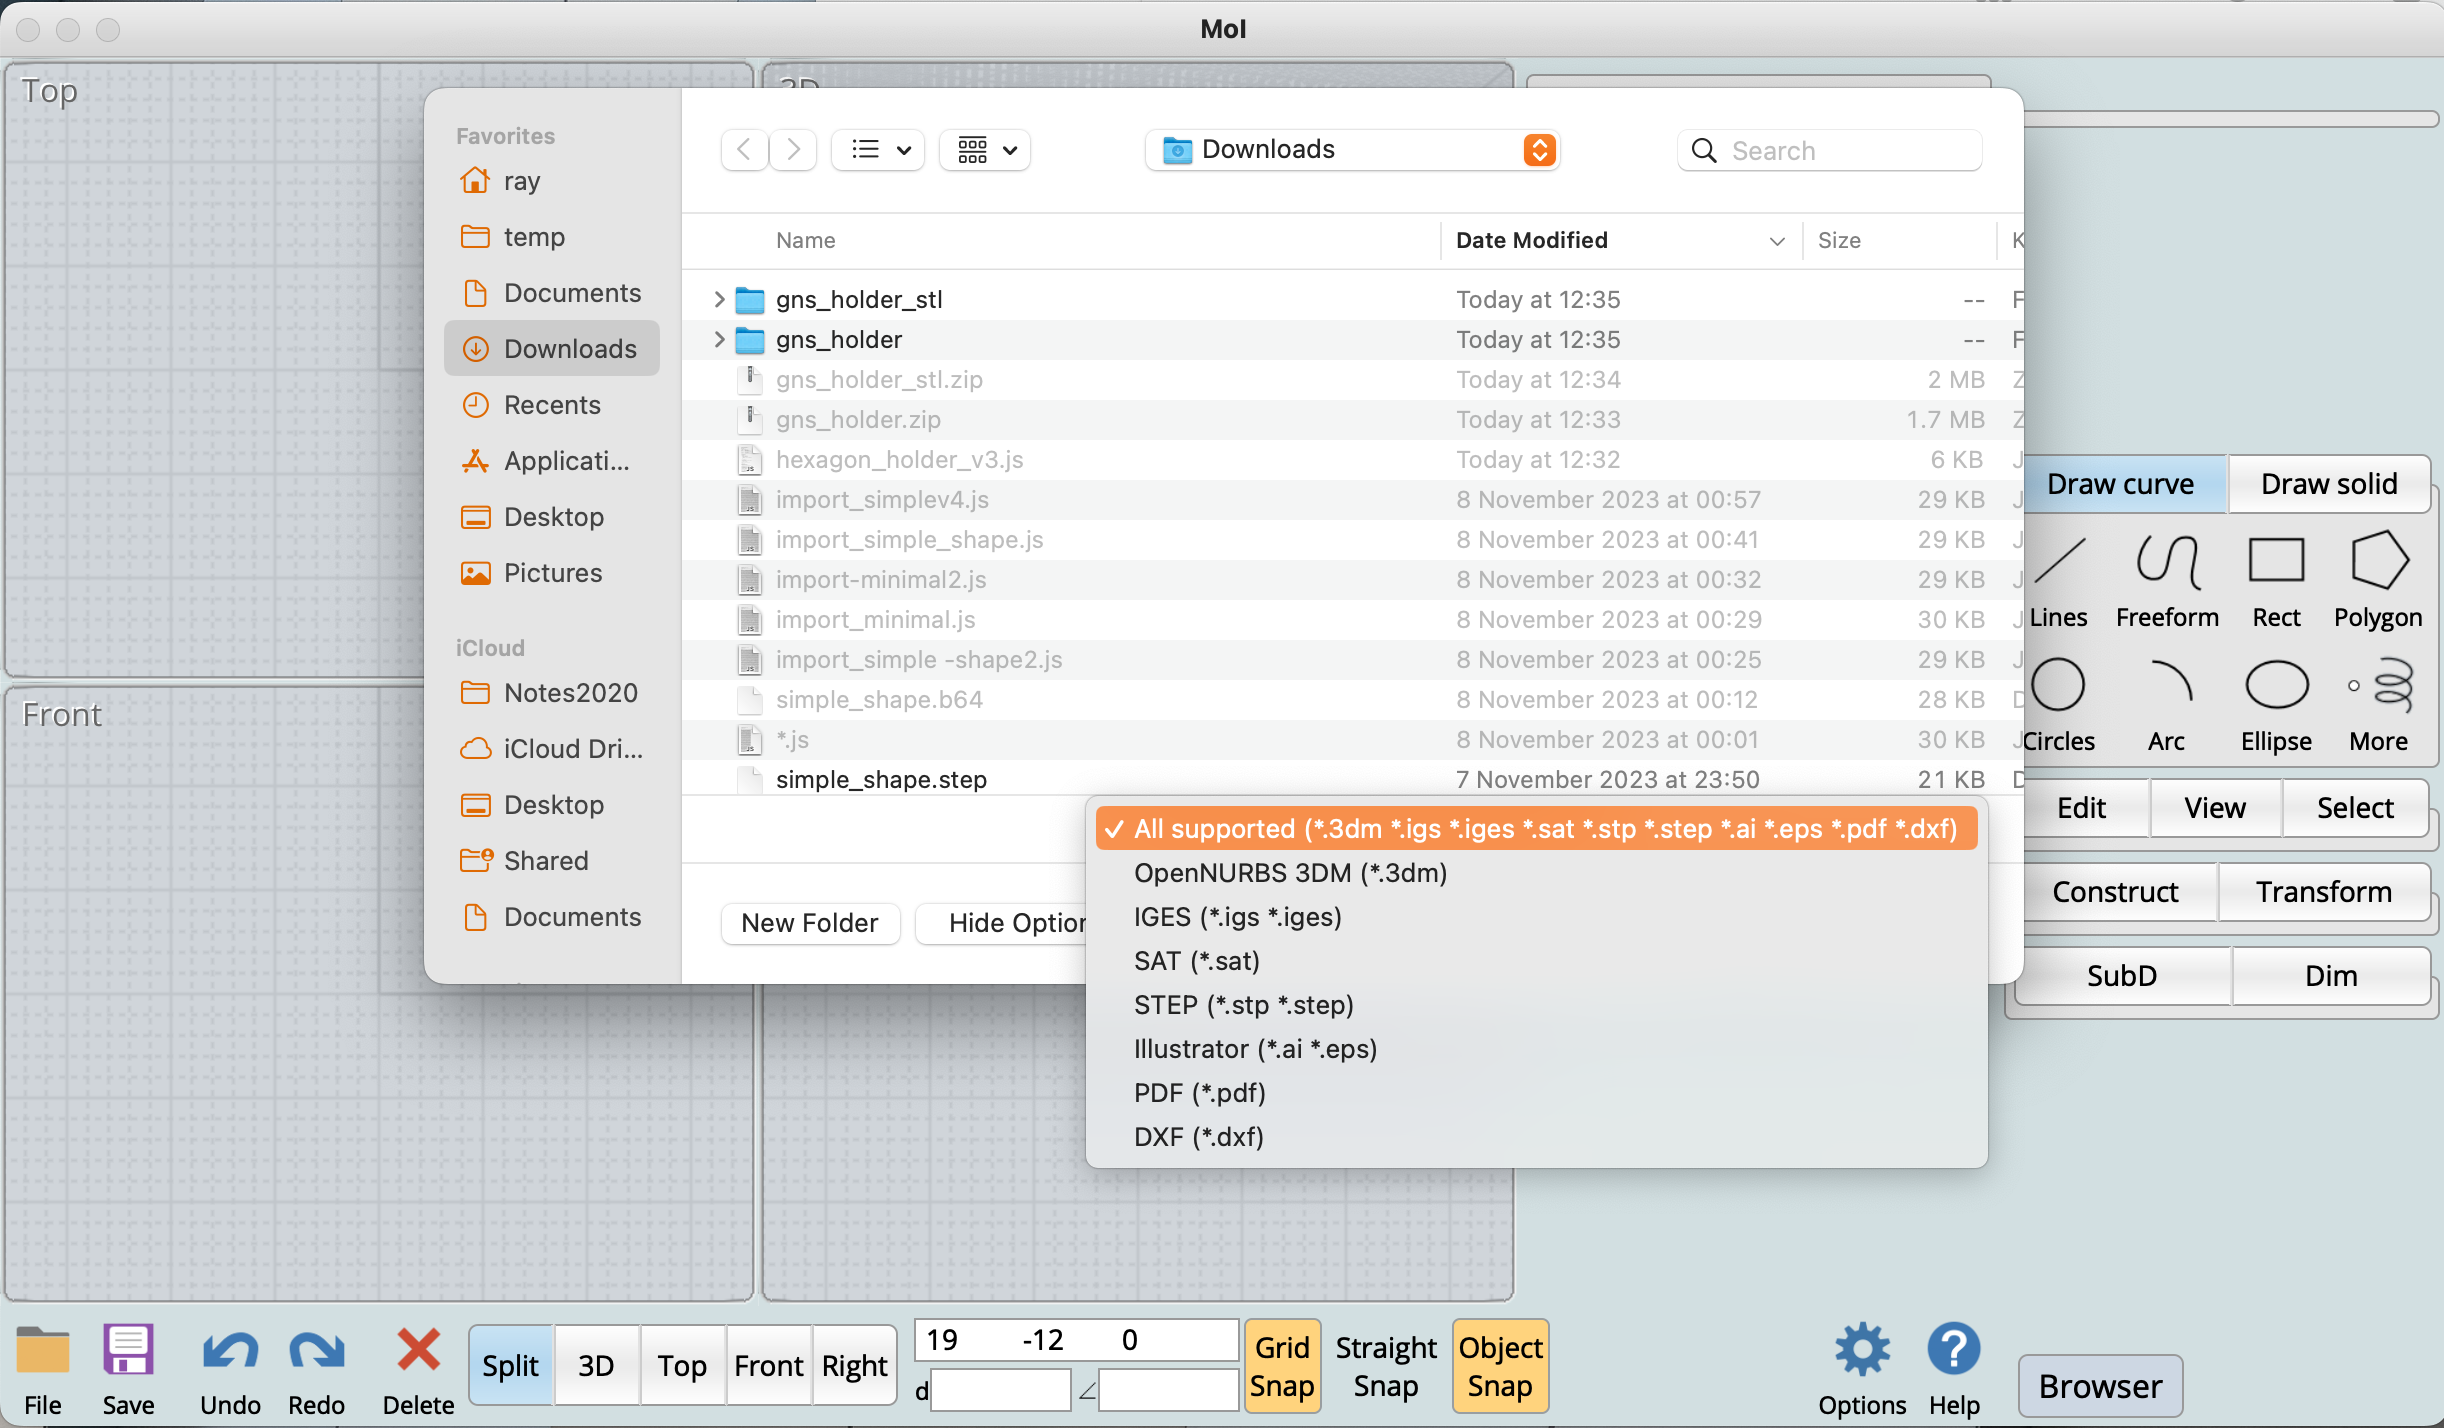 MoI
Top
3D
Favorites
ray
temp
Documents
Downloads
Recents
Applicati...
Desktop
Pictures
iCloud
Notes2020
iCloud Dri...
Desktop
Shared
Documents
Downloads
Search
Name Date Modified Size K
gns_holder_stl Today at 12:35 -- F
gns_holder Today at 12:35 -- F
gns_holder_stl.zip Today at 12:34 2 MB Z
gns_holder.zip Today at 12:33 1.7 MB Z
hexagon_holder_v3.js Today at 12:32 6 KB J
import_simplev4.js 8 November 2023 at 00:57 29 KB J
import_simple_shape.js 8 November 2023 at 00:41 29 KB J
import-minimal2.js 8 November 2023 at 00:32 29 KB J
import_minimal.js 8 November 2023 at 00:29 30 KB J
import_simple -shape2.js 8 November 2023 at 00:25 29 KB J
simple_shape.b64 8 November 2023 at 00:12 28 KB D
*.js 8 November 2023 at 00:01 30 KB J
simple_shape.step 7 November 2023 at 23:50 21 KB D
✓ All supported (*.3dm *.igs *.iges *.sat *.stp *.step *.ai *.eps *.pdf *.dxf)
OpenNURBS 3DM (*.3dm)
IGES (*.igs *.iges)
SAT (*.sat)
STEP (*.stp *.step)
Illustrator (*.ai *.eps)
PDF (*.pdf)
DXF (*.dxf)
New Folder Hide Option
Front
Draw curve Draw solid
Lines Freeform Rect Polygon
Circles Arc Ellipse More
Edit View Select
Construct Transform
SubD Dim
File Save Undo Redo Delete
Split 3D Top Front Right
19 -12 0
d ∠
Grid Snap
Straight Snap
Object Snap
Options Help
Browser